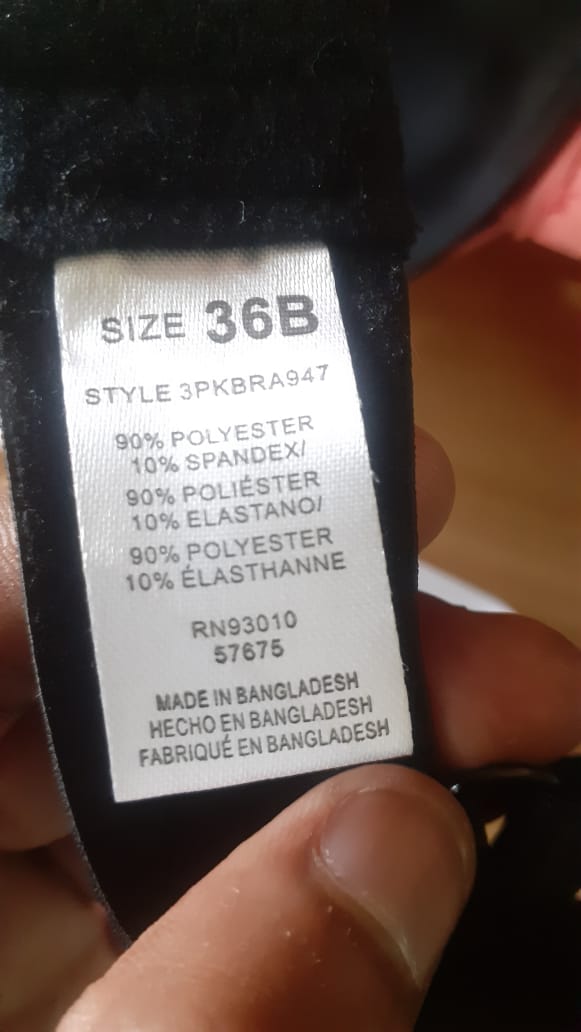 SIZE 36B
STYLE 3PKBRA947
90% POLYESTER
10% SPANDEX/
90% POLIÉSTER
10% ELASTANO/
90% POLYESTER
10% ÉLASTHANNE
RN93010
57675
MADE IN BANGLADESH
HECHO EN BANGLADESH
FABRIQUÉ EN BANGLADESH